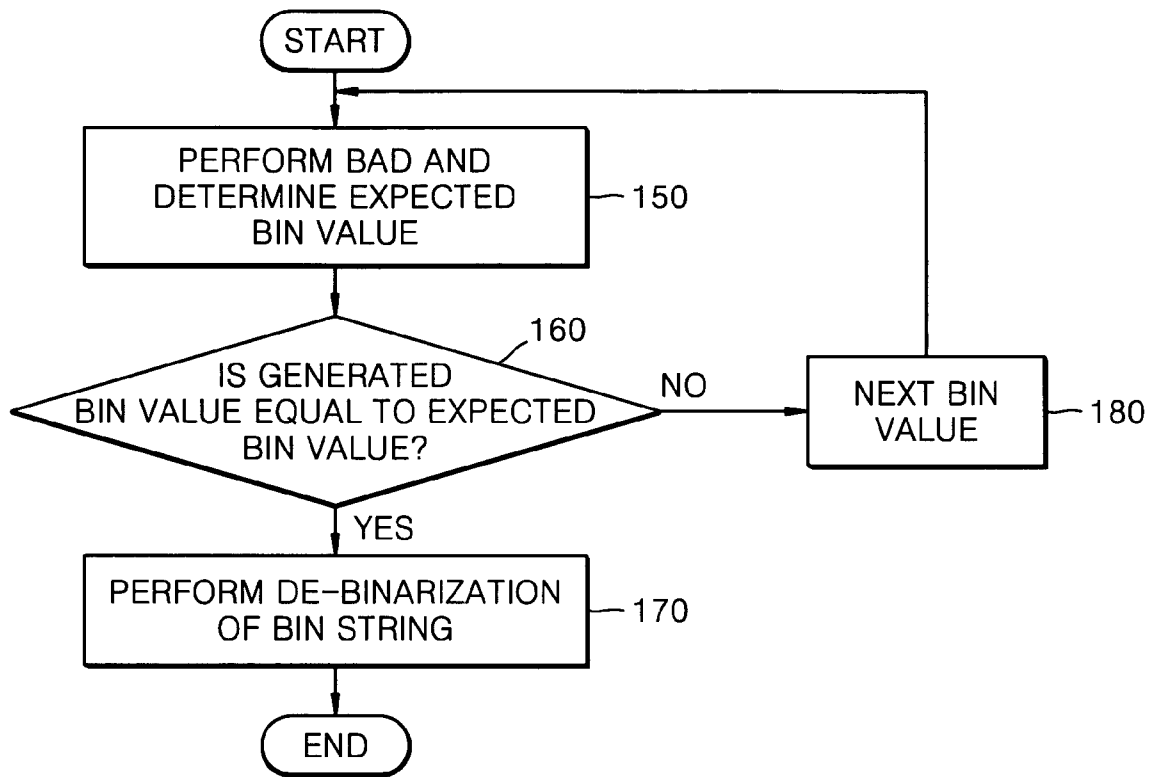 START
PERFORM BAD AND
DETERMINE EXPECTED
BIN VALUE
150
160
IS GENERATED
BIN VALUE EQUAL TO EXPECTED
BIN VALUE?
NO
NEXT BIN
VALUE
180
YES
PERFORM DE-BINARIZATION
OF BIN STRING
170
END